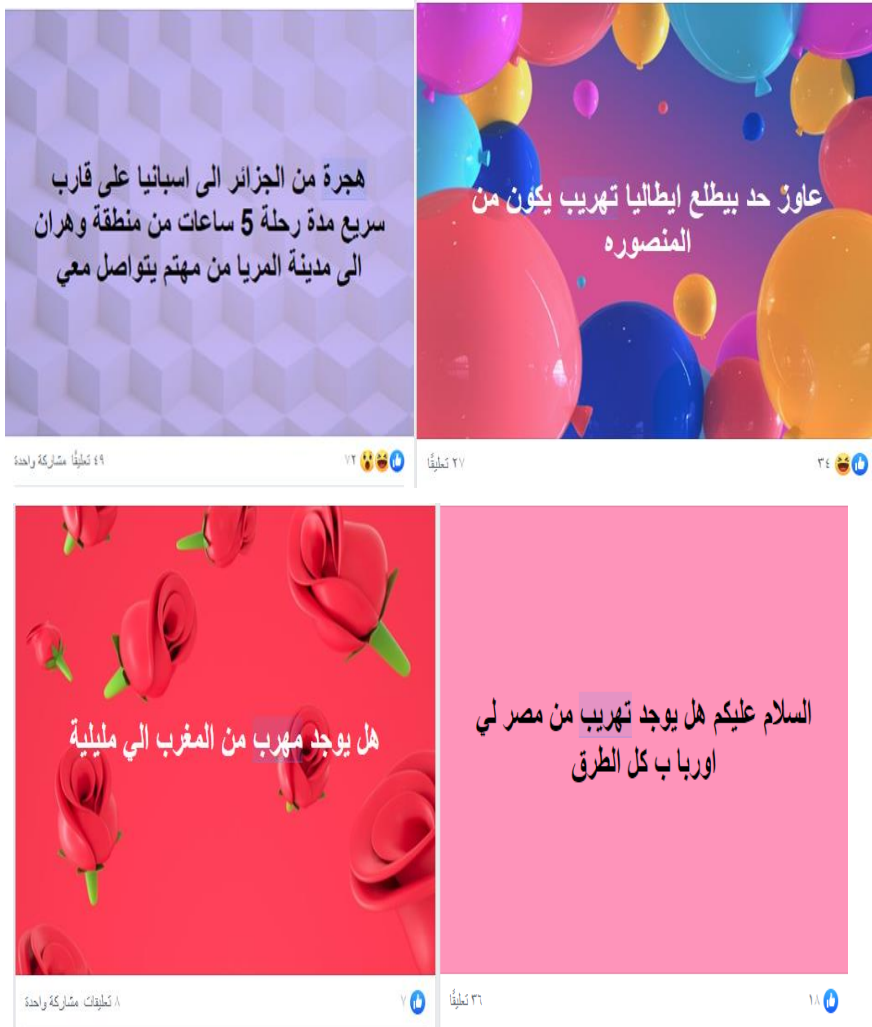 هجرة من الجزائر الى اسبانيا على قارب
سريع مدة رحلة 5 ساعات من منطقة وهران
الى مدينة المريا من مهتم يتواصل معي
٧٢
٤٩ تعليقًا مشاركة واحدة
عاوز حد بيطلع ايطاليا تهريب يكون من
المنصوره
٣٤
٢٧ تعليقًا
هل يوجد مهرب من المغرب الي مليلية
٧
٨ تعليقات مشاركة واحدة
السلام عليكم هل يوجد تهريب من مصر لي
اوربا ب كل الطرق
١٨
٣٦ تعليقًا